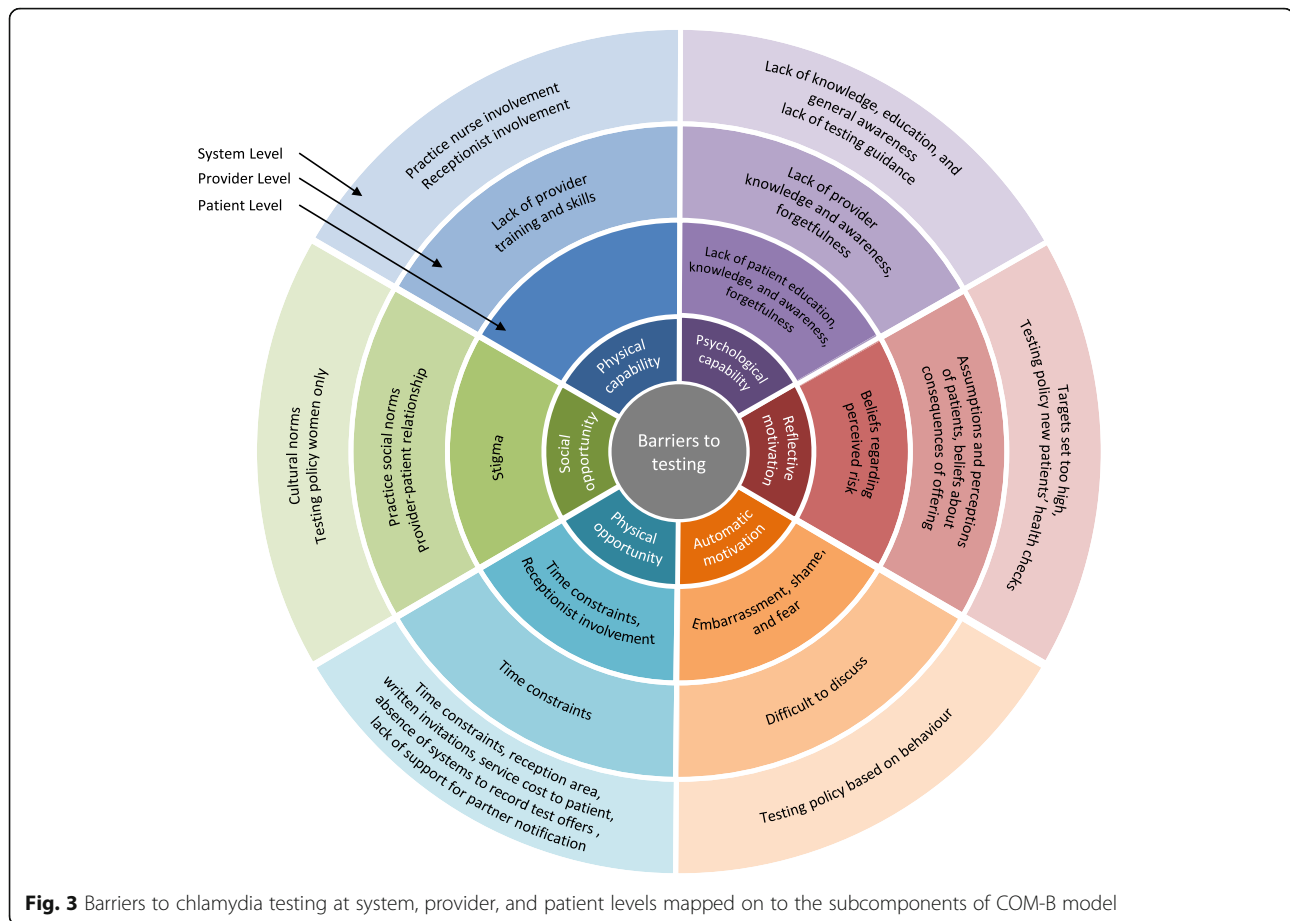 System Level
Provider Level
Patient Level
Practice nurse involvement
Receptionist involvement
Lack of provider
training and skills
Physical
capability
Lack of knowledge, education, and
general awareness
lack of testing guidance
Lack of provider
knowledge and awareness,
forgetfulness
Lack of patient education,
knowledge, and awareness,
forgetfulness
Psychological
capability
Targets set too high,
Testing policy new patients' health checks
Assumptions and perceptions
of patients, beliefs about
consequences of offering
Beliefs regarding
perceived risk
Reflective
motivation
Barriers to
testing
Automatic
motivation
Embarrassment, shame,
and fear
Difficult to discuss
Testing policy based on behaviour
Physical
opportunity
Time constraints,
Receptionist involvement
Time constraints
Time constraints, reception area,
written invitations, service cost to patient,
absence of systems to record test offers ,
lack of support for partner notification
Social
opportunity
Stigma
Practice social norms
Provider-patient relationship
Cultural norms
Testing policy women only
Fig. 3 Barriers to chlamydia testing at system, provider, and patient levels mapped on to the subcomponents of COM-B model